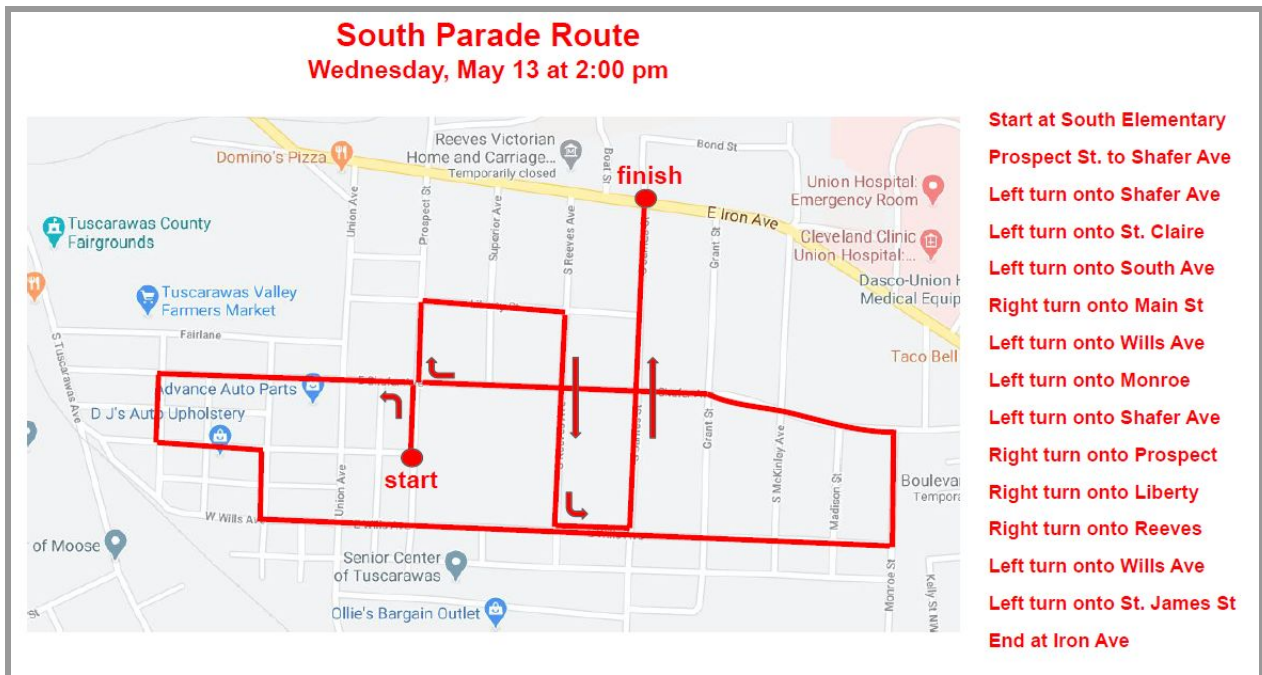 South Parade Route
Wednesday, May 13 at 2:00 pm
Start at South Elementary
Prospect St. to Shafer Ave
Left turn onto Shafer Ave
Left turn onto St. Claire
Left turn onto South Ave
Right turn onto Main St
Left turn onto Wills Ave
Left turn onto Monroe
Left turn onto Shafer Ave
Right turn onto Prospect
Right turn onto Liberty
Right turn onto Reeves
Left turn onto Wills Ave
Left turn onto St. James St
End at Iron Ave
Reeves Victorian
Home and Carriage...
Temporarily closed
Domino's Pizza
Boat St
Bond St
finish
Union Hospital:
Emergency Room
E Iron Ave
Cleveland Clinic
Union Hospital:...
Dasco-Union H
Medical Equip
Tuscarawas County
Fairgrounds
Union Ave
Prospect St
Superior Ave
S Reeves Ave
Grant St
Tuscarawas Valley
Farmers Market
Fairlane
S Tuscarawas Ave
Taco Bell
Advance Auto Parts
D J's Auto Upholstery
start
Union Ave
Grant St
S McKinley Ave
Madison St
Boulevar
Tempora
W Wills Ave
of Moose
Senior Center
of Tuscarawas
Ollie's Bargain Outlet
Monroe St
Kelly St NW